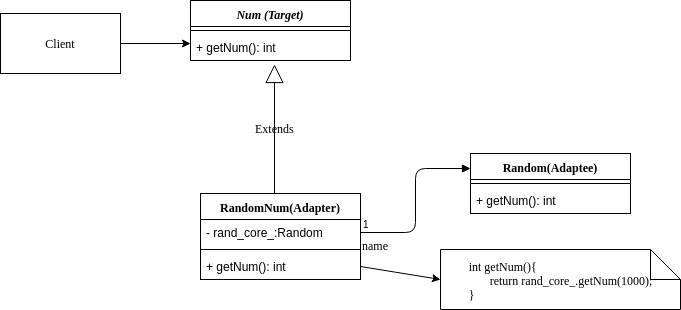 Num (Target)
Client
+ getNum(): int
Extends
Random(Adaptee)
+ getNum(): int
RandomNum(Adapter)
- rand_core_:Random
1
name
+ getNum(): int
int getNum(){
return rand_core_.getNum(1000);
}